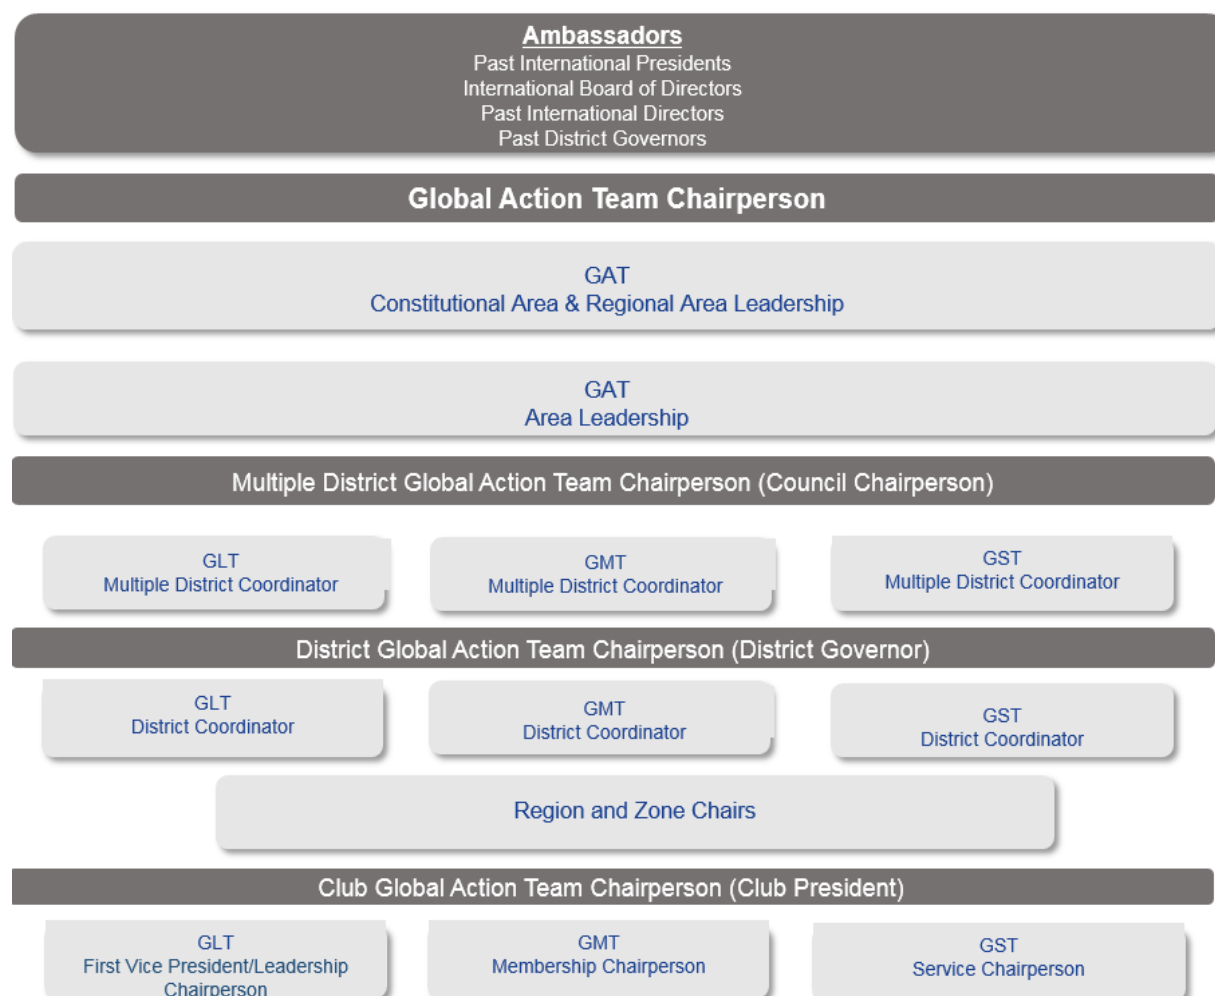 Ambassadors
Past International Presidents
International Board of Directors
Past International Directors
Past District Governors
Global Action Team Chairperson
GAT
Constitutional Area & Regional Area Leadership
GAT
Area Leadership
Multiple District Global Action Team Chairperson (Council Chairperson)
GLT
Multiple District Coordinator
GMT
Multiple District Coordinator
GST
Multiple District Coordinator
District Global Action Team Chairperson (District Governor)
GLT
District Coordinator
GMT
District Coordinator
GST
District Coordinator
Region and Zone Chairs
Club Global Action Team Chairperson (Club President)
GLT
First Vice President/Leadership
Chairperson
GMT
Membership Chairperson
GST
Service Chairperson